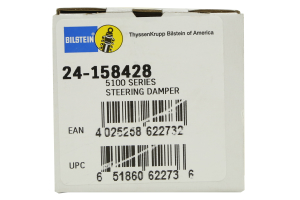 BILSTEIN
ThyssenKrupp Bilstein of America
24-158428
5100 SERIES
STEERING DAMPER
EAN
4 025258 622732
UPC
6 51860 62273 6